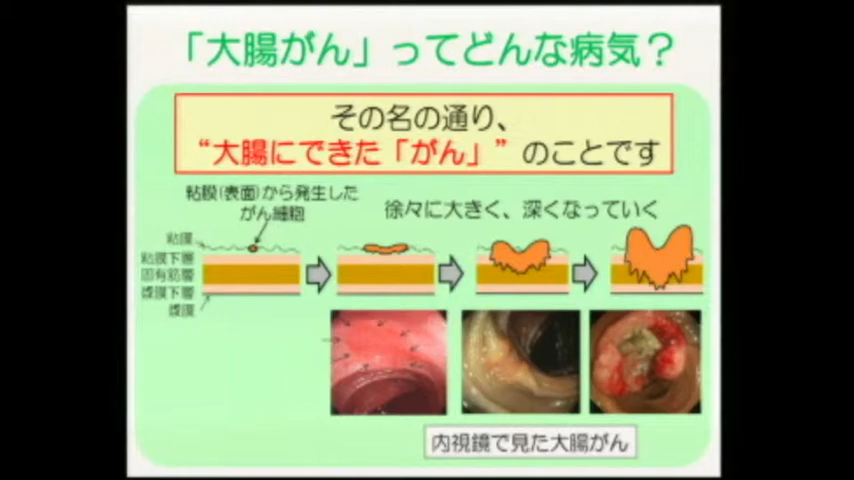 「大腸がん」ってどんな病気？
その名の通り、
“大腸にできた「がん」”のことです
粘膜(表面)から発生した
がん細胞
徐々に大きく、深くなっていく
粘膜
粘膜下層
固有筋層
漿膜下層
漿膜
内視鏡で見た大腸がん